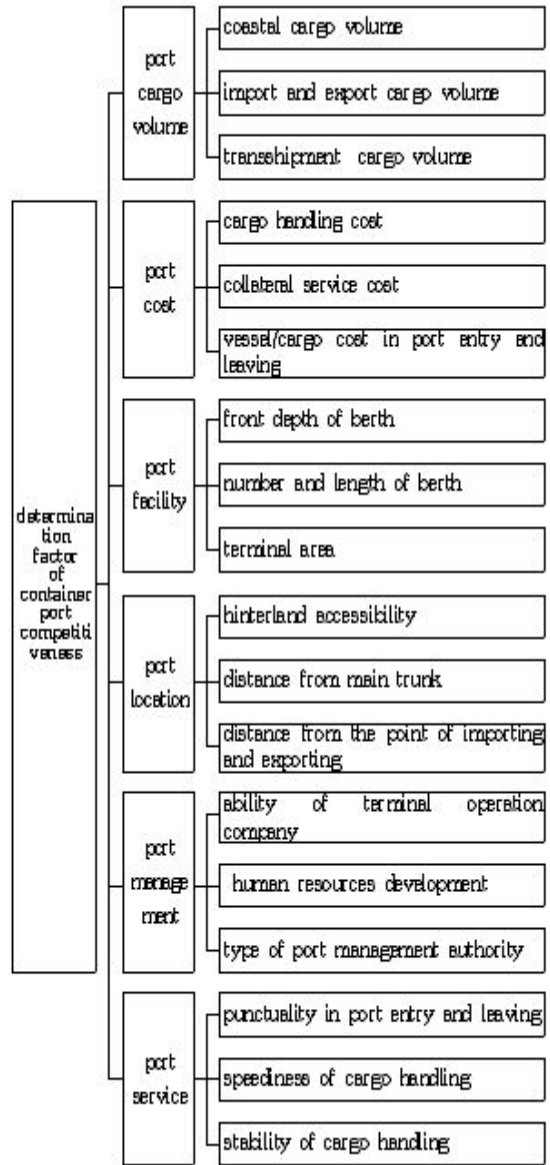 determina
tion
factor
of
container
port
competiti
veness
port
cargo
volume
coastal cargo volume
import and export cargo volume
transshipment cargo volume
port
cost
cargo handling cost
collateral service cost
vessel/cargo cost in port entry and
leaving
port
facility
front depth of berth
number and length of berth
terminal area
port
location
hinterland accessibility
distance from main trunk
distance from the point of importing
and exporting
port
manage
ment
ability of terminal operation
company
human resources development
type of port management authority
port
service
punctuality in port entry and leaving
speediness of cargo handling
stability of cargo handling